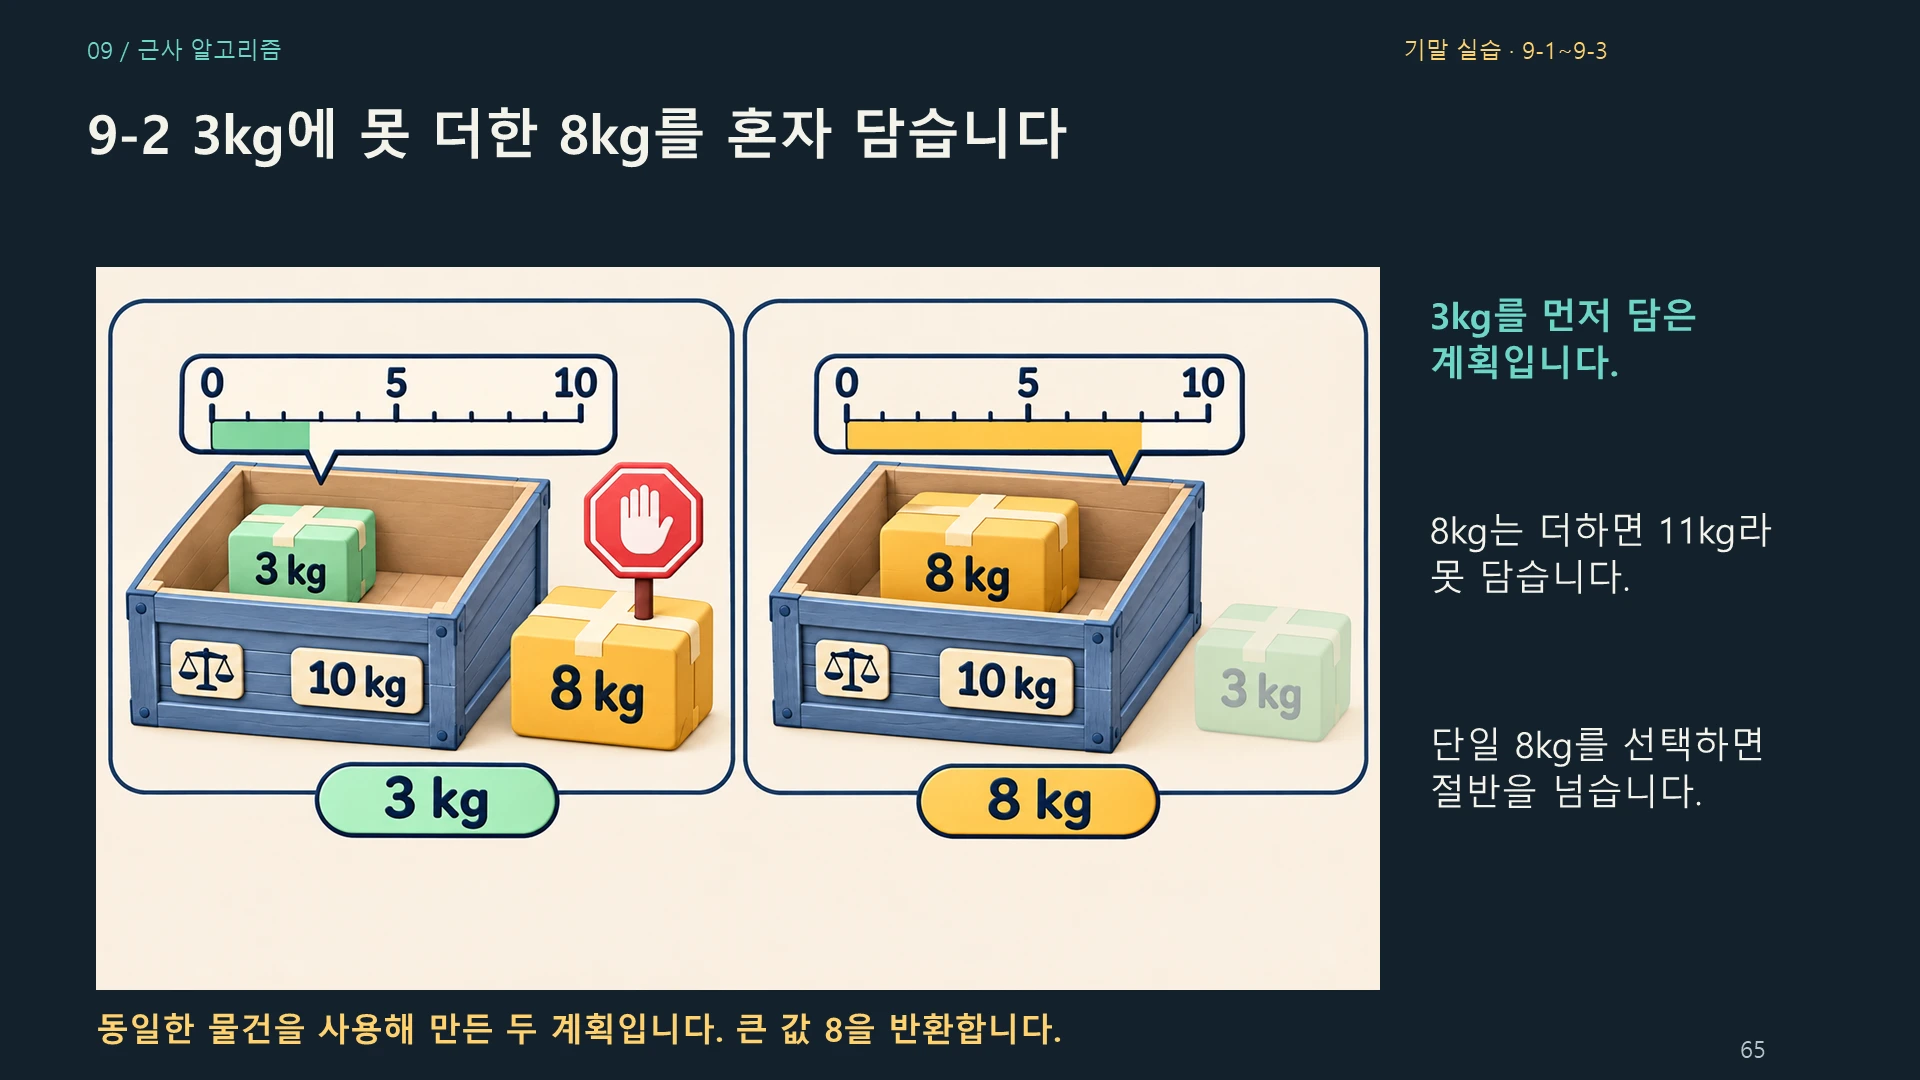 09 / 근사 알고리즘
기말 실습 · 9-1~9-3
9-2 3kg에 못 더한 8kg를 혼자 담습니다
0 5 10
3 kg
10 kg
8 kg
3 kg
0 5 10
8 kg
10 kg
3 kg
8 kg
3kg를 먼저 담은
계획입니다.
8kg는 더하면 11kg라
못 담습니다.
단일 8kg를 선택하면
절반을 넘습니다.
동일한 물건을 사용해 만든 두 계획입니다. 큰 값 8을 반환합니다.
65